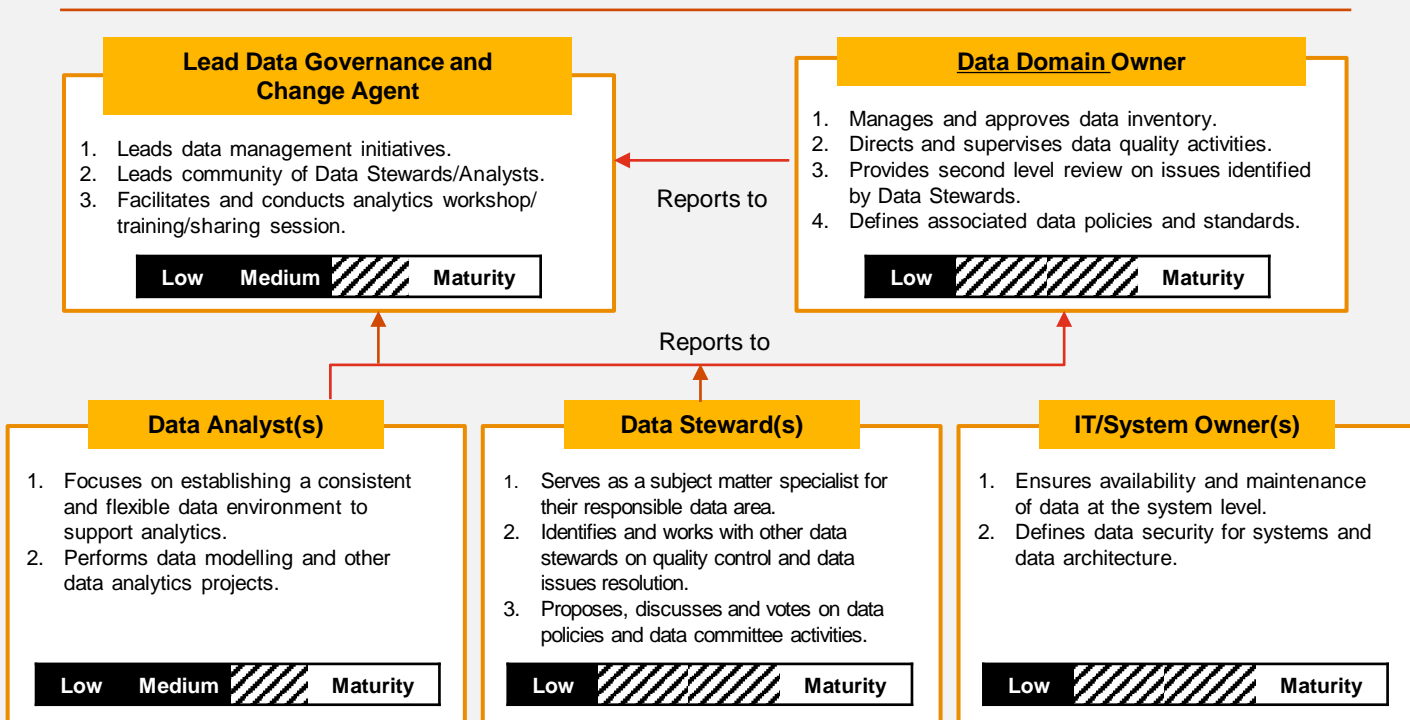 Lead Data Governance and
Change Agent
1. Leads data management initiatives.
2. Leads community of Data Stewards/Analysts.
3. Facilitates and conducts analytics workshop/
training/sharing session.
Low Medium Maturity
Reports to
Data Domain Owner
1. Manages and approves data inventory.
2. Directs and supervises data quality activities.
3. Provides second level review on issues identified
by Data Stewards.
4. Defines associated data policies and standards.
Low Maturity
Reports to
Data Analyst(s)
1. Focuses on establishing a consistent
and flexible data environment to
support analytics.
2. Performs data modelling and other
data analytics projects.
Low Medium Maturity
Data Steward(s)
1. Serves as a subject matter specialist for
their responsible data area.
2. Identifies and works with other data
stewards on quality control and data
issues resolution.
3. Proposes, discusses and votes on data
policies and data committee activities.
Low Maturity
IT/System Owner(s)
1. Ensures availability and maintenance
of data at the system level.
2. Defines data security for systems and
data architecture.
Low Maturity